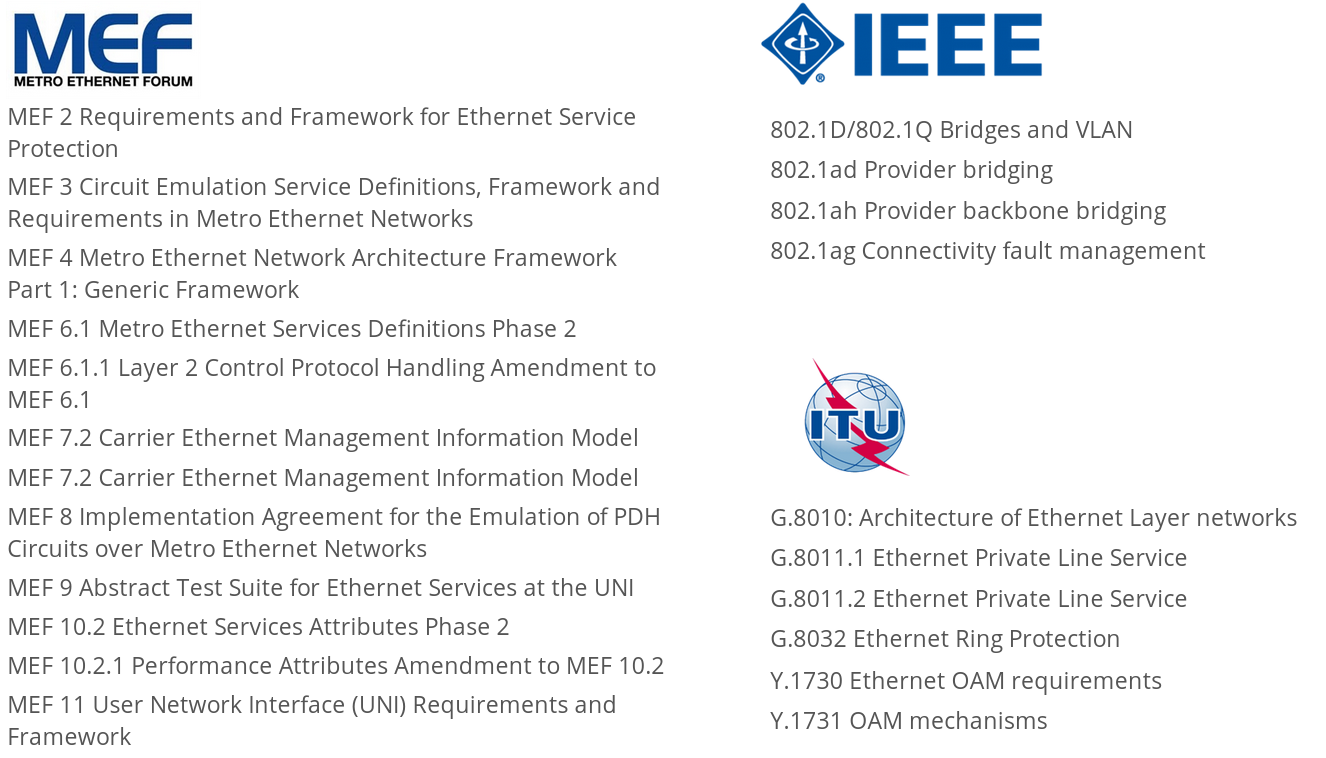 MEF
METRO ETHERNET FORUM
MEF 2 Requirements and Framework for Ethernet Service
Protection
MEF 3 Circuit Emulation Service Definitions, Framework and
Requirements in Metro Ethernet Networks
MEF 4 Metro Ethernet Network Architecture Framework
Part 1: Generic Framework
MEF 6.1 Metro Ethernet Services Definitions Phase 2
MEF 6.1.1 Layer 2 Control Protocol Handling Amendment to
MEF 6.1
MEF 7.2 Carrier Ethernet Management Information Model
MEF 7.2 Carrier Ethernet Management Information Model
MEF 8 Implementation Agreement for the Emulation of PDH
Circuits over Metro Ethernet Networks
MEF 9 Abstract Test Suite for Ethernet Services at the UNI
MEF 10.2 Ethernet Services Attributes Phase 2
MEF 10.2.1 Performance Attributes Amendment to MEF 10.2
MEF 11 User Network Interface (UNI) Requirements and
Framework
® IEEE
802.1D/802.1Q Bridges and VLAN
802.1ad Provider bridging
802.1ah Provider backbone bridging
802.1ag Connectivity fault management
ITU
G.8010: Architecture of Ethernet Layer networks
G.8011.1 Ethernet Private Line Service
G.8011.2 Ethernet Private Line Service
G.8032 Ethernet Ring Protection
Y.1730 Ethernet OAM requirements
Y.1731 OAM mechanisms